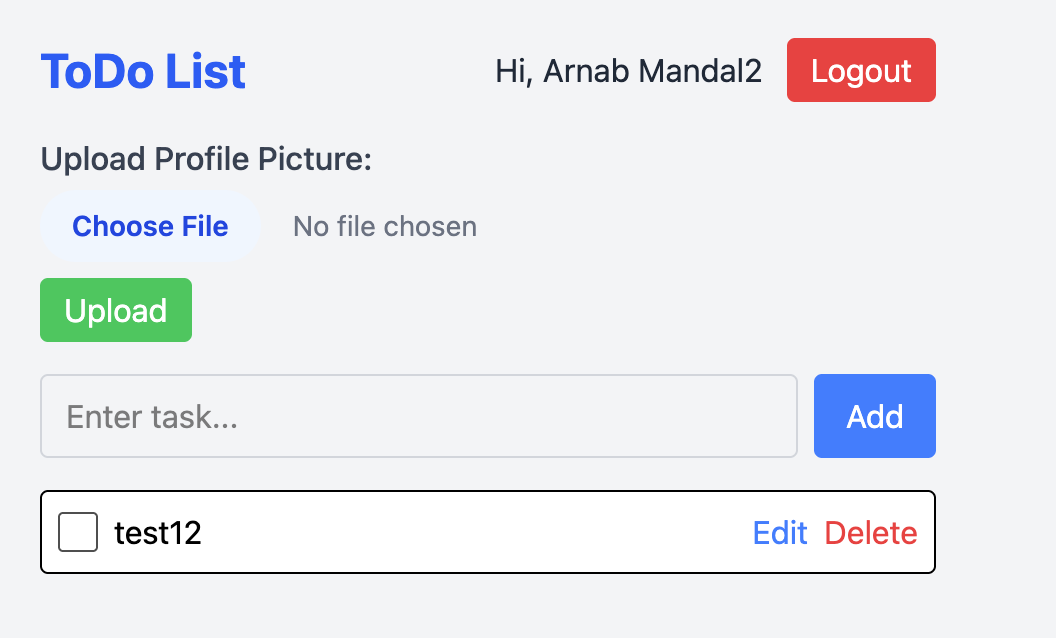 ToDo List Hi, Arnab Mandal2 Logout
Upload Profile Picture:
Choose File No file chosen
Upload
Enter task... Add
test12 Edit Delete